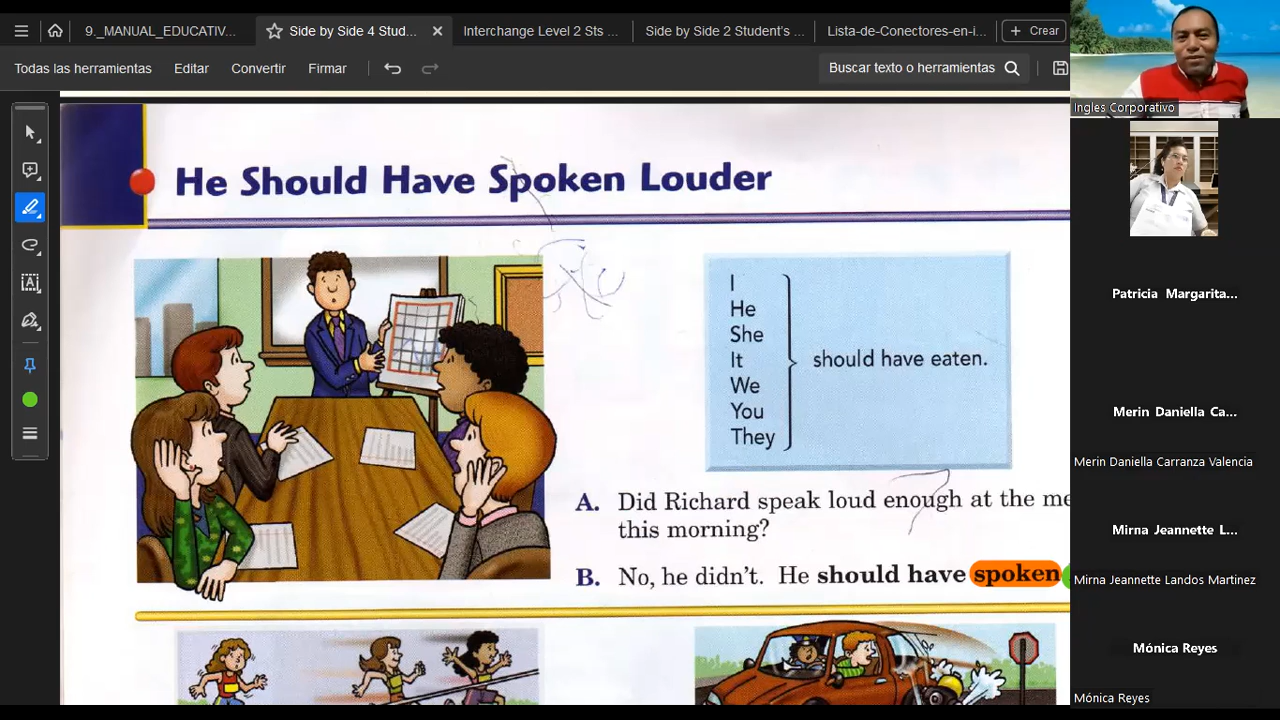 9._MANUAL_EDUCATIV...
Side by Side 4 Stud...
Interchange Level 2 Sts ...
Side by Side 2 Student's ...
Lista-de-Conectores-en-i...
+ Crear
Todas las herramientas
Editar
Convertir
Firmar
Buscar texto o herramientas
Ingles Corporativo
He Should Have Spoken Louder
I
He
She
It
We
You
They
should have eaten.
A. Did Richard speak loud enough at the me
this morning?
B. No, he didn't. He should have spoken
Patricia Margarita...
Merin Daniella Ca...
Merin Daniella Carranza Valencia
Mirna Jeannette L...
Mirna Jeannette Landos Martinez
Mónica Reyes
Mónica Reyes